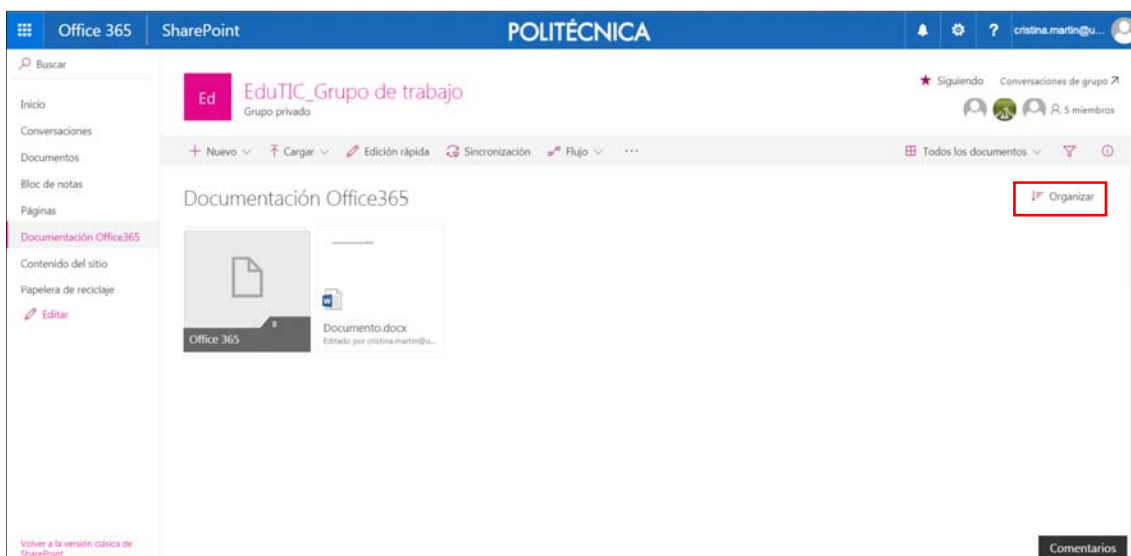 Office 365
SharePoint
POLITÉCNICA
?
cristina.martin@u...
Buscar
Inicio
Conversaciones
Documentos
Bloc de notas
Páginas
Documentación Office365
Contenido del sitio
Papelera de reciclaje
Editar
Volver a la versión clásica de
SharePoint
Ed
EduTIC_Grupo de trabajo
Grupo privado
Siguiendo
Conversaciones de grupo
5 miembros
Nuevo
Cargar
Edición rápida
Sincronización
Flujo
...
Todos los documentos
Documentación Office365
Organizar
8
Office 365
Documento.docx
Editado por cristina.martin@u...
Comentarios